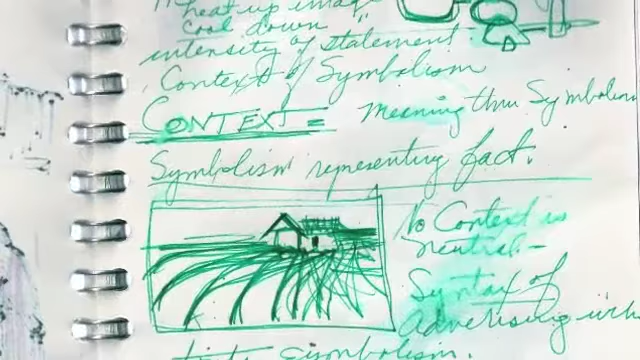 heat up image
Cool down "
intensity of statement
Context of Symbolism
CONTEXT = Meaning thru Symbolism
Symbolism representing fact.
No Context is
neutral -
Syntax of
Advertising with